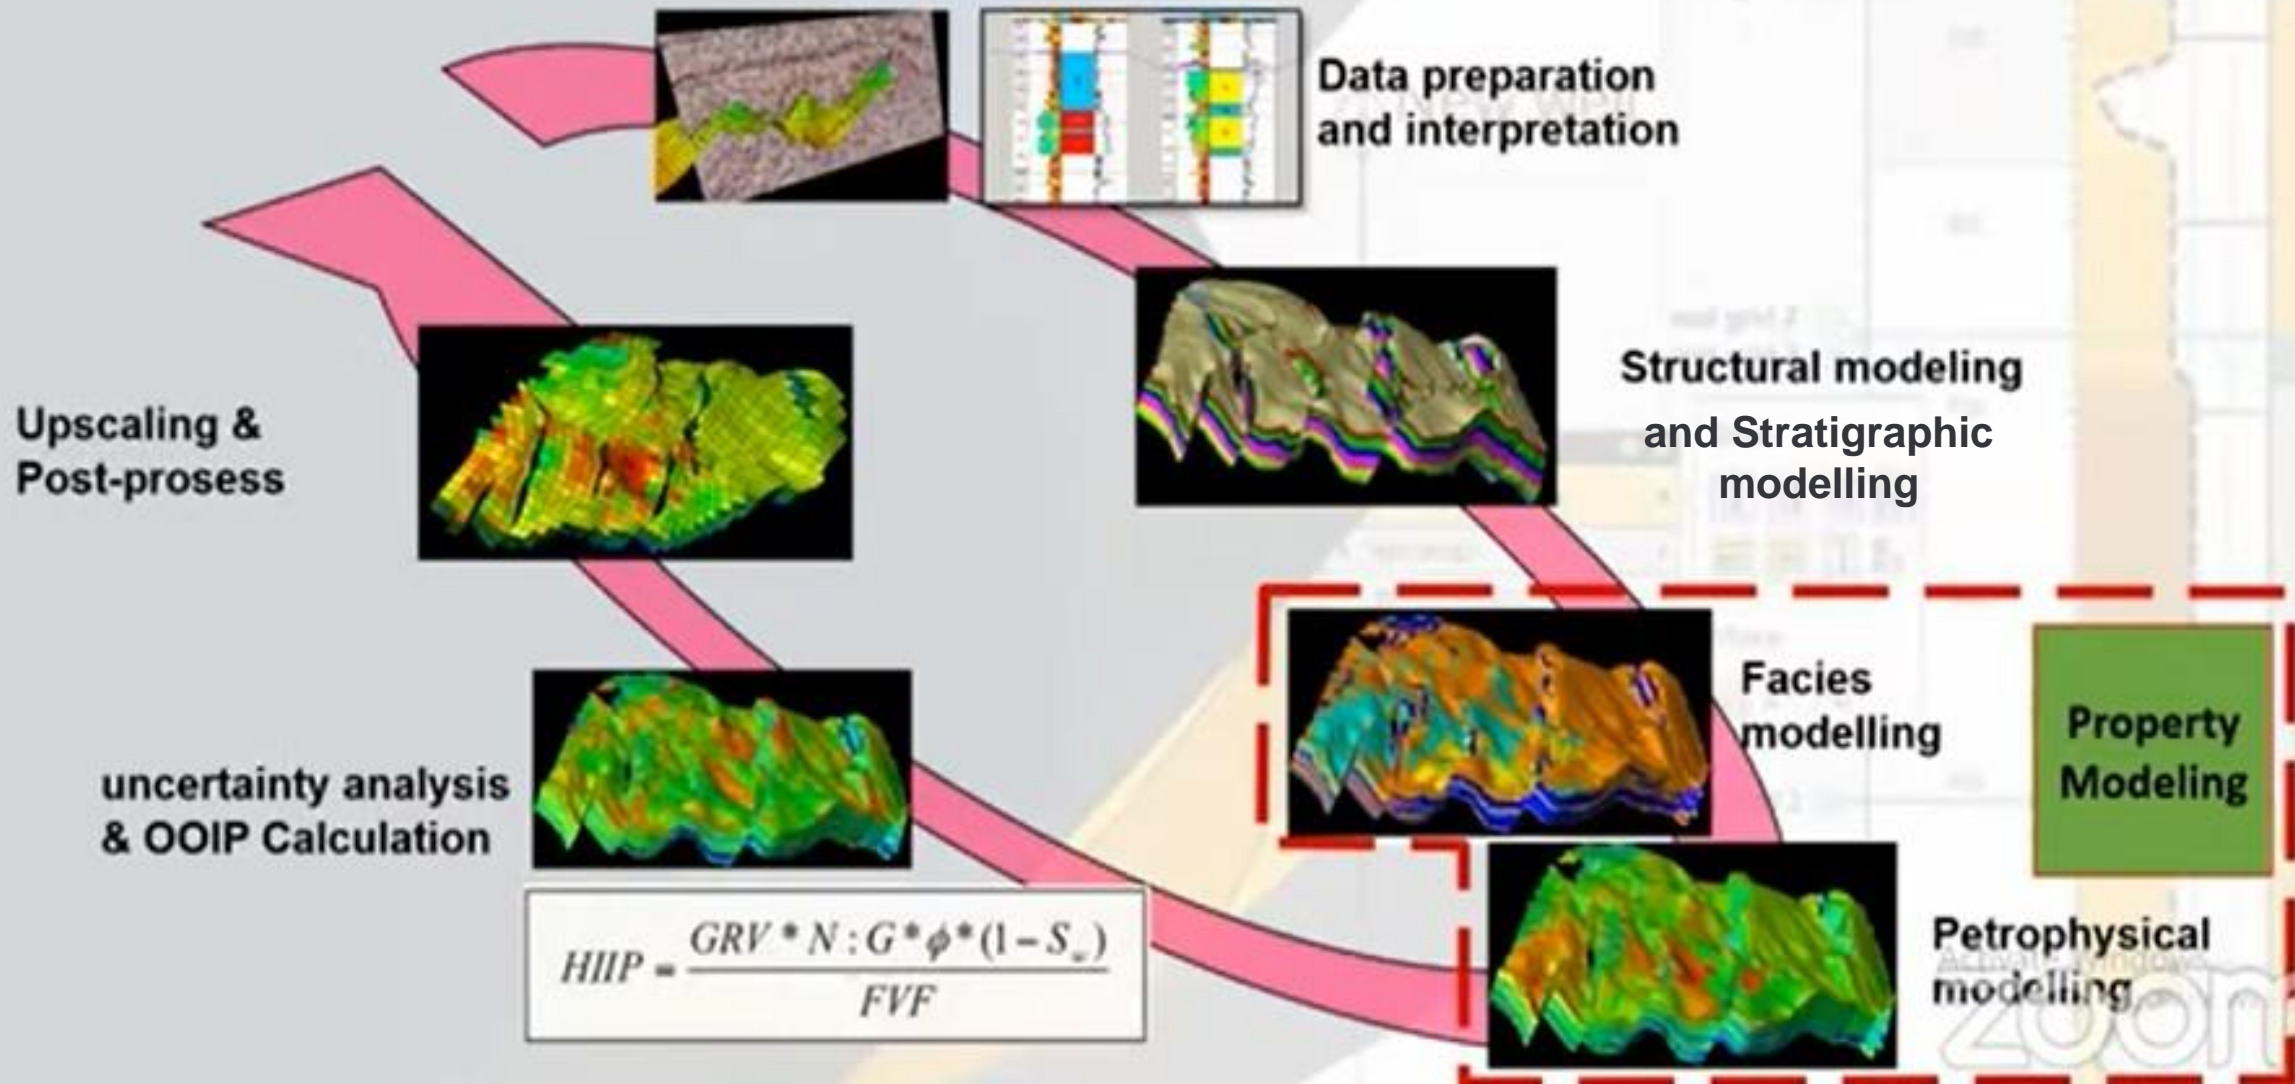 Data preparation
and interpretation
Structural modeling
and Stratigraphic
modelling
Facies
modelling
Property
Modeling
Petrophysical
modelling
HIIP = GRV * N : G * ϕ * (1 − S_w) / FVF
uncertainty analysis
& OOIP Calculation
Upscaling &
Post-prosess
zoom